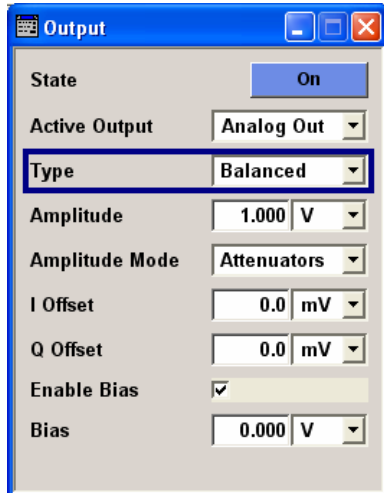 Output
State On
Active Output Analog Out
Type Balanced
Amplitude 1.000 V
Amplitude Mode Attenuators
I Offset 0.0 mV
Q Offset 0.0 mV
Enable Bias
Bias 0.000 V